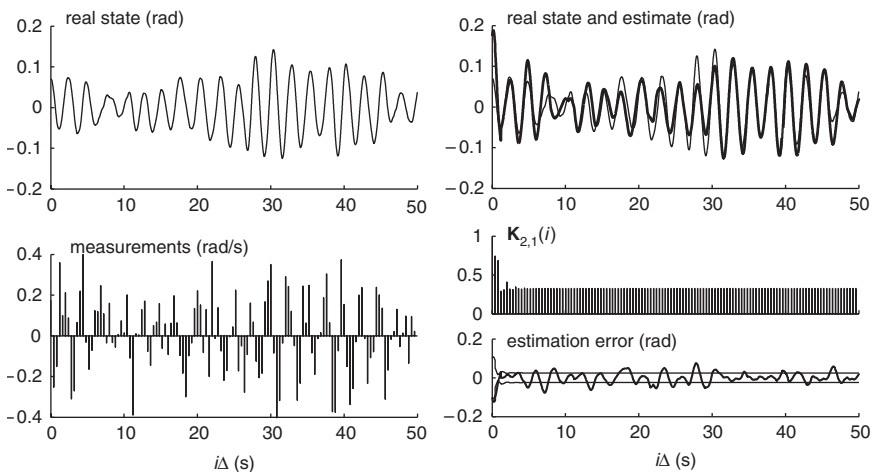 real state (rad)
0.2
0.1
0
−0.1
−0.2
0 10 20 30 40 50
real state and estimate (rad)
0.2
0.1
0
−0.1
−0.2
0 10 20 30 40 50
measurements (rad/s)
0.4
0.2
0
−0.2
−0.4
0 10 20 30 40 50
iΔ (s)
K2,1(i)
1
0.5
0
estimation error (rad)
0.2
0
−0.2
0 10 20 30 40 50
iΔ (s)